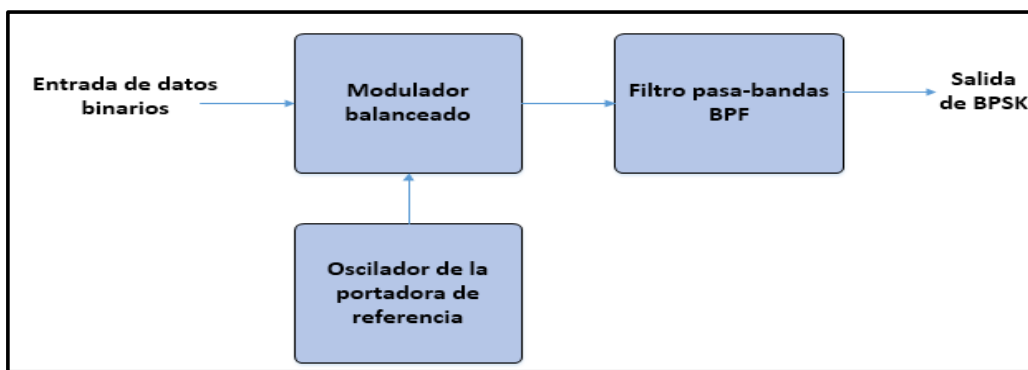 Entrada de datos
binarios
Modulador
balanceado
Filtro pasa-bandas
BPF
Salida
de BPSK
Oscilador de la
portadora de
referencia